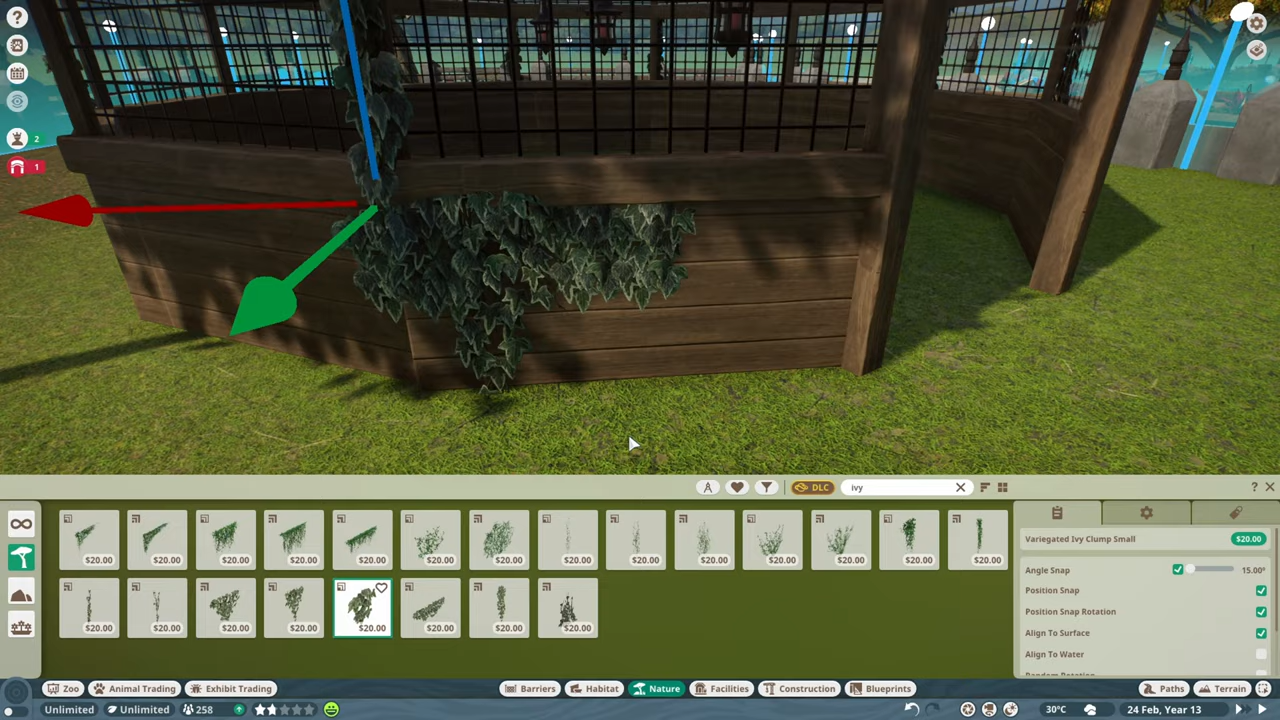 ?
2
1
DLC
ivy
?
$20.00 $20.00 $20.00 $20.00 $20.00 $20.00 $20.00 $20.00 $20.00 $20.00 $20.00 $20.00 $20.00 $20.00
$20.00 $20.00 $20.00 $20.00 $20.00 $20.00 $20.00 $20.00
Variegated Ivy Clump Small $20.00
Angle Snap 15.00°
Position Snap
Position Snap Rotation
Align To Surface
Align To Water
Zoo Animal Trading Exhibit Trading Barriers Habitat Nature Facilities Construction Blueprints Paths Terrain
Unlimited Unlimited 258 30°C 24 Feb, Year 13